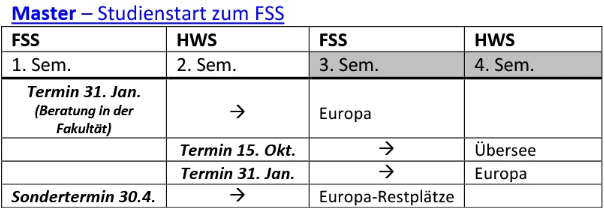 Master – Studienstart zum FSS
FSS HWS FSS HWS
1. Sem. 2. Sem. 3. Sem. 4. Sem.
Termin 31. Jan.
(Beratung in der
Fakultät)
→ Europa
Termin 15. Okt. → Übersee
Termin 31. Jan. → Europa
Sondertermin 30.4. → Europa-Restplätze